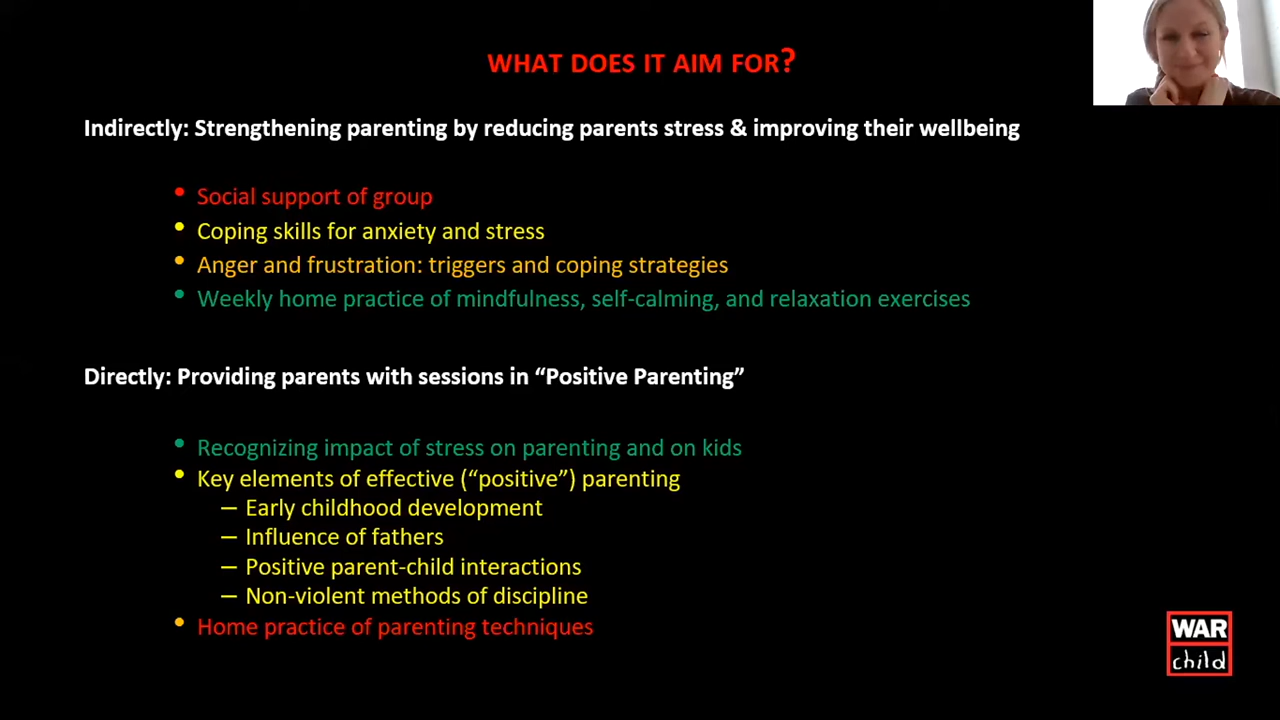 WHAT DOES IT AIM FOR?
Indirectly: Strengthening parenting by reducing parents stress & improving their wellbeing
• Social support of group
• Coping skills for anxiety and stress
• Anger and frustration: triggers and coping strategies
• Weekly home practice of mindfulness, self-calming, and relaxation exercises
Directly: Providing parents with sessions in “Positive Parenting”
• Recognizing impact of stress on parenting and on kids
• Key elements of effective (“positive”) parenting
– Early childhood development
– Influence of fathers
– Positive parent-child interactions
– Non-violent methods of discipline
• Home practice of parenting techniques
WAR
child